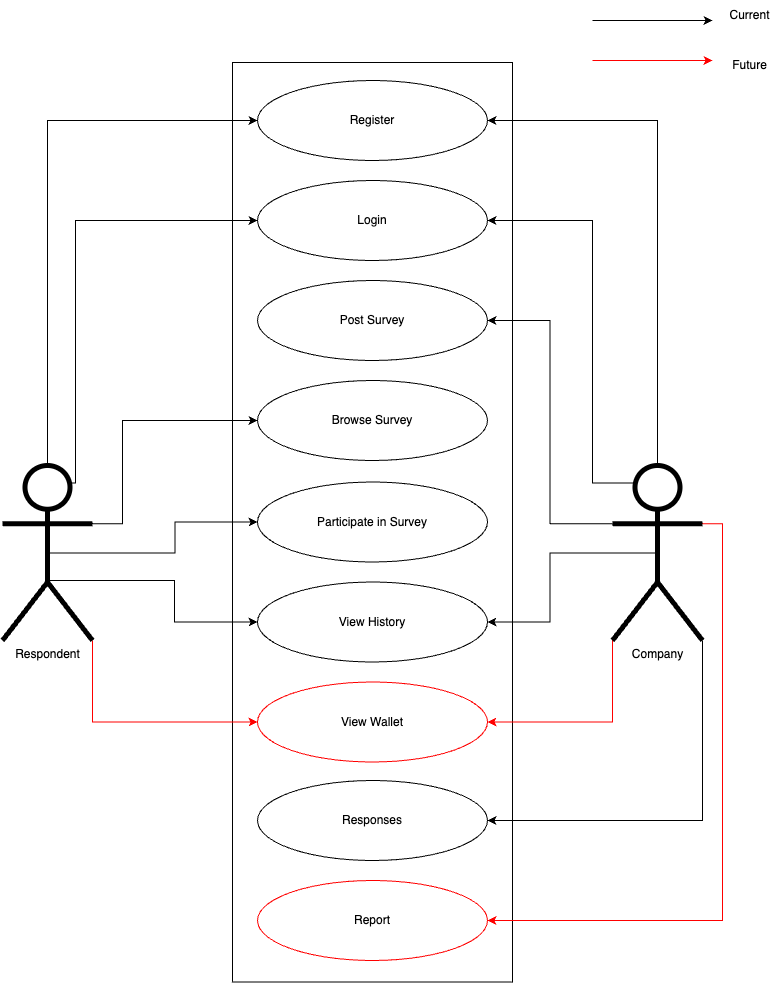 Current
Future
Register
Login
Post Survey
Browse Survey
Participate in Survey
View History
Respondent
Company
View Wallet
Responses
Report